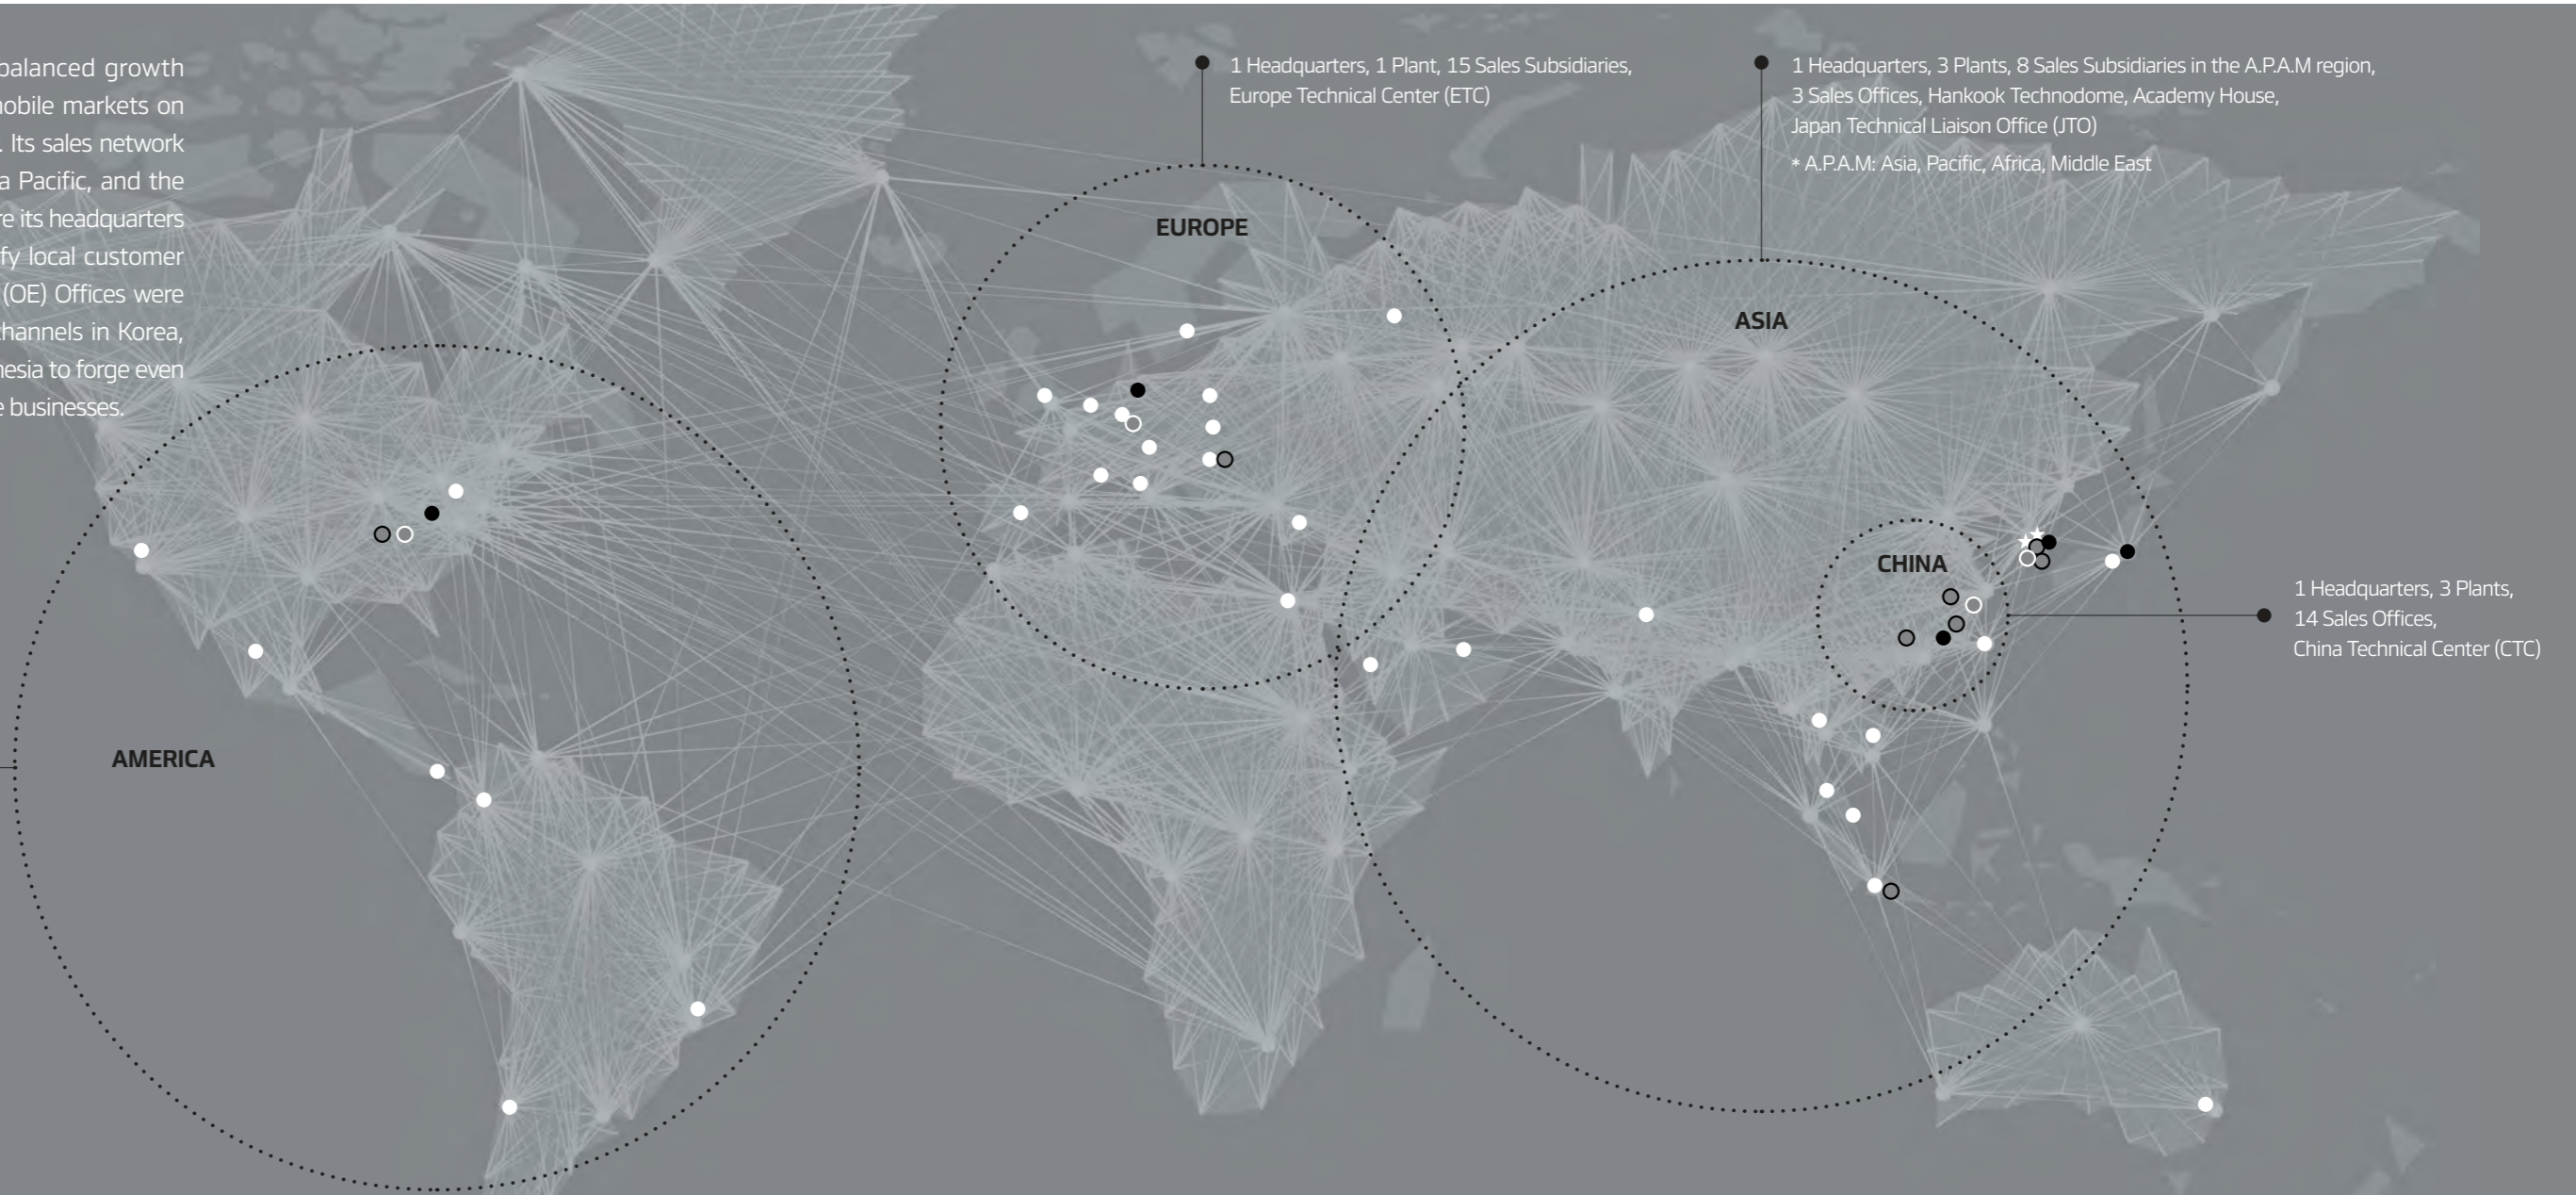 balanced growth
mobile markets on
. Its sales network
a Pacific, and the
re its headquarters
fy local customer
(OE) Offices were
channels in Korea,
nesia to forge even
e businesses.
1 Headquarters, 1 Plant, 15 Sales Subsidiaries,
Europe Technical Center (ETC)
1 Headquarters, 3 Plants, 8 Sales Subsidiaries in the A.P.A.M region,
3 Sales Offices, Hankook Technodome, Academy House,
Japan Technical Liaison Office (JTO)
* A.P.A.M: Asia, Pacific, Africa, Middle East
EUROPE
ASIA
CHINA
1 Headquarters, 3 Plants,
14 Sales Offices,
China Technical Center (CTC)
AMERICA